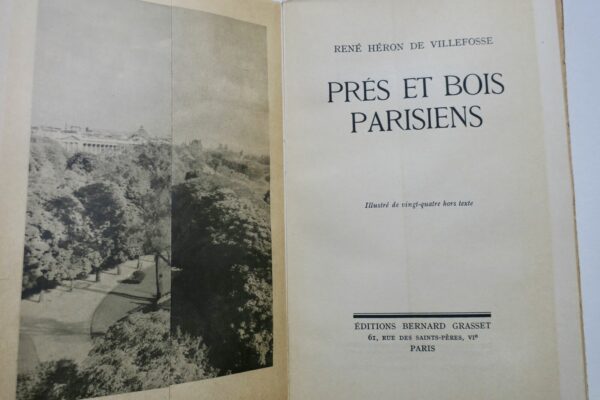 RENÉ HÉRON DE VILLEFOSSE
PRÉS ET BOIS
PARISIENS
Illustré de vingt-quatre hors texte
ÉDITIONS BERNARD GRASSET
61, RUE DES SAINTS-PÈRES, VIᵉ
PARIS